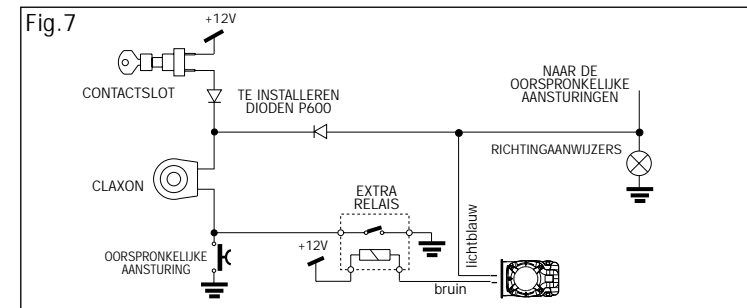 Fig.7
+12V
CONTACTSLOT
TE INSTALLEREN
DIODEN P600
NAAR DE
OORSPRONKELIJKE
AANSTURINGEN
RICHTINGAANWIJZERS
CLAXON
EXTRA
RELAIS
OORSPRONKELIJKE
AANSTURING
+12V
lichtblauw
bruin